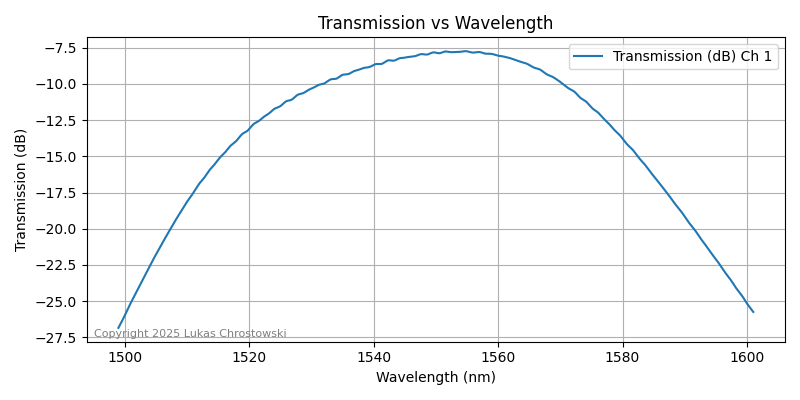 Transmission vs Wavelength
Transmission (dB) Ch 1
−7.5
−10.0
−12.5
−15.0
−17.5
−20.0
−22.5
−25.0
−27.5
Transmission (dB)
Copyright 2025 Lukas Chrostowski
1500 1520 1540 1560 1580 1600
Wavelength (nm)